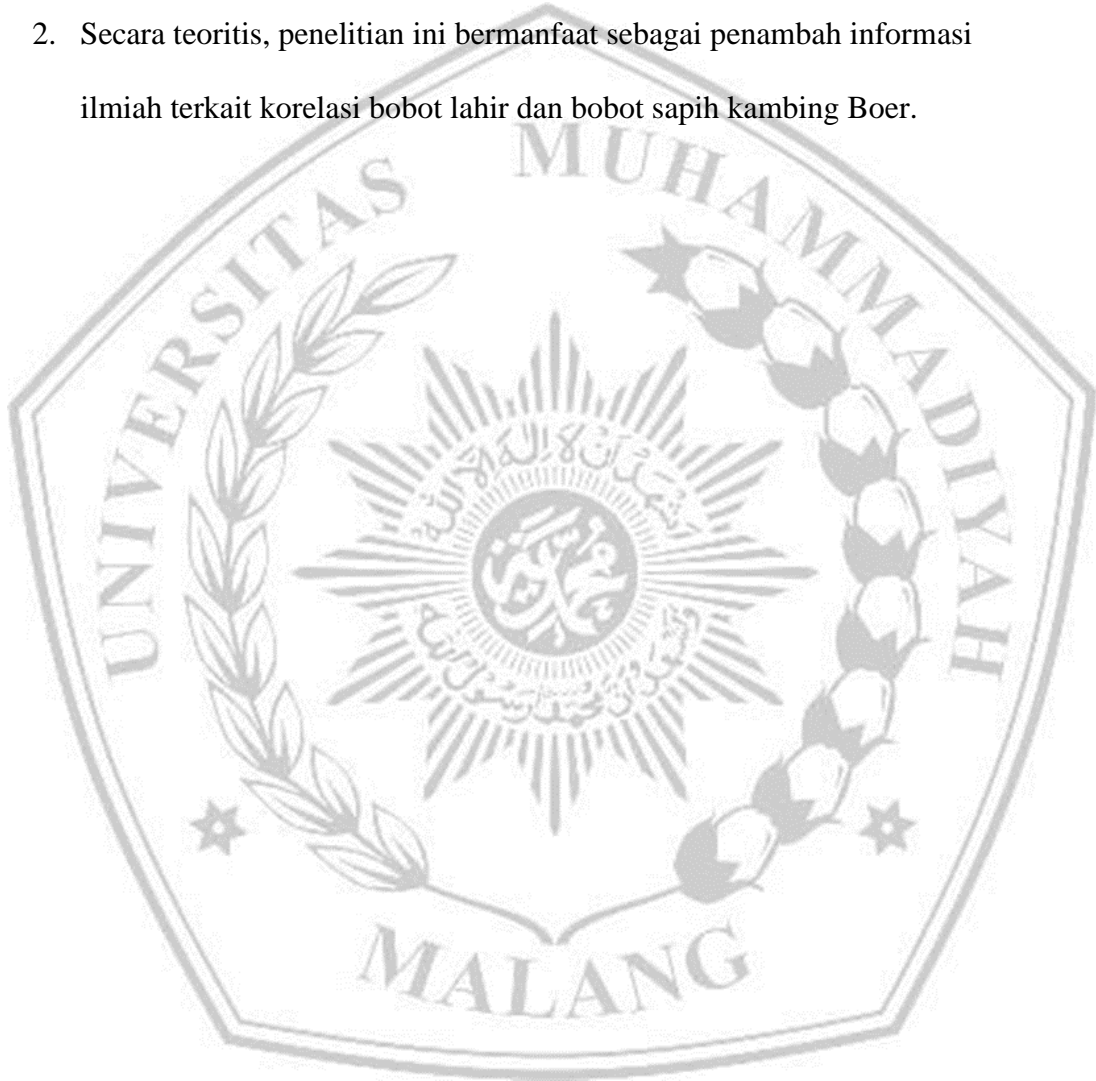 2. Secara teoritis, penelitian ini bermanfaat sebagai penambah informasi
ilmiah terkait korelasi bobot lahir dan bobot sapih kambing Boer.
UNIVERSITAS MUHAMMADIYAH
MALANG